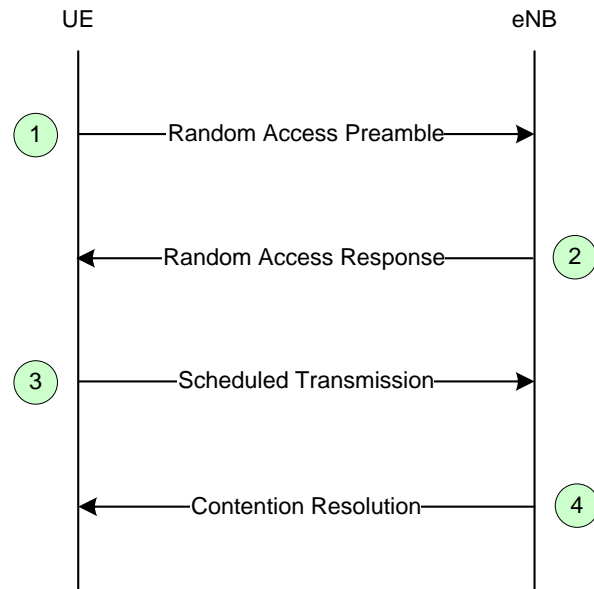 UE
eNB
1
Random Access Preamble
Random Access Response
2
3
Scheduled Transmission
Contention Resolution
4